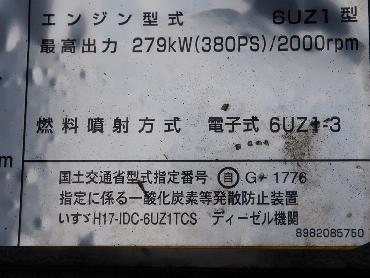 エンジン型式 6UZ1型
最高出力 279kW(380PS)/2000rpm
燃料噴射方式 電子式 6UZ1-3
m
国土交通省型式指定番号 自 G-1776
指定に係る一酸化炭素等発散防止装置
いすゞH17-IDC-6UZ1TCS ディーゼル機関
8982085750